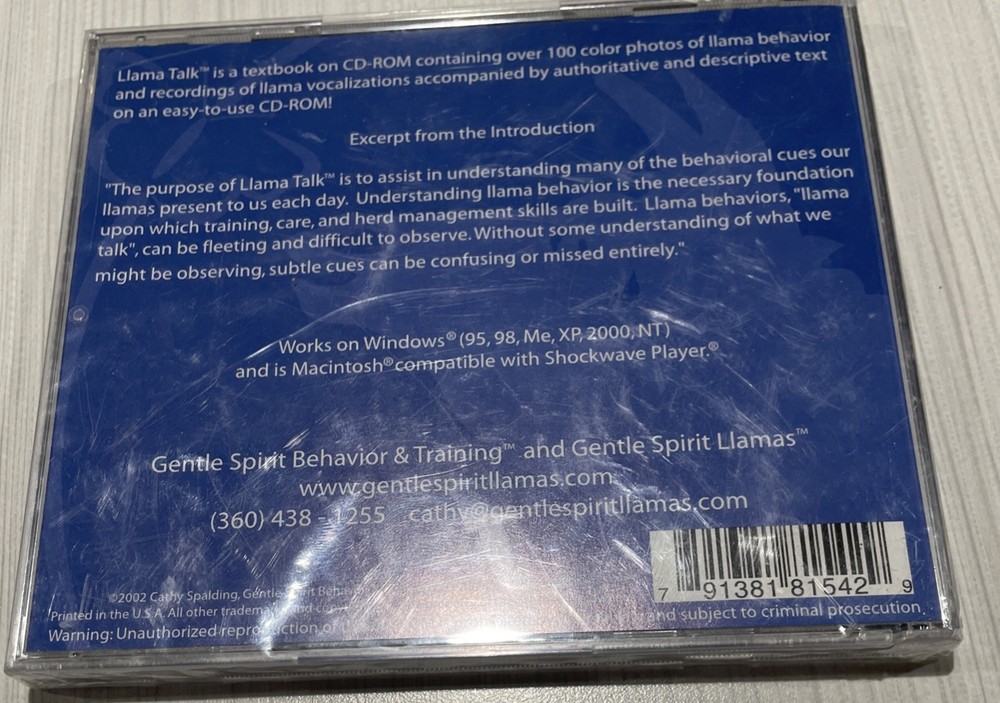 Llama Talk™ is a textbook on CD-ROM containing over 100 color photos of llama behavior
and recordings of llama vocalizations accompanied by authoritative and descriptive text
on an easy-to-use CD-ROM!
Excerpt from the Introduction
"The purpose of Llama Talk™ is to assist in understanding many of the behavioral cues our
llamas present to us each day. Understanding llama behavior is the necessary foundation
upon which training, care, and herd management skills are built. Llama behaviors, "llama
talk", can be fleeting and difficult to observe. Without some understanding of what we
might be observing, subtle cues can be confusing or missed entirely."
Works on Windows® (95, 98, Me, XP, 2000, NT)
and is Macintosh® compatible with Shockwave Player.®
Gentle Spirit Behavior & Training™ and Gentle Spirit Llamas™
www.gentlespiritllamas.com
(360) 438 - 1255 cathy@gentlespiritllamas.com
7 91381 81542 9
©2002 Cathy Spalding, Gentle Spirit Behav
Printed in the U.S.A. All other tradema and copy
Warning: Unauthorized reproduction of and subject to criminal prosecution.